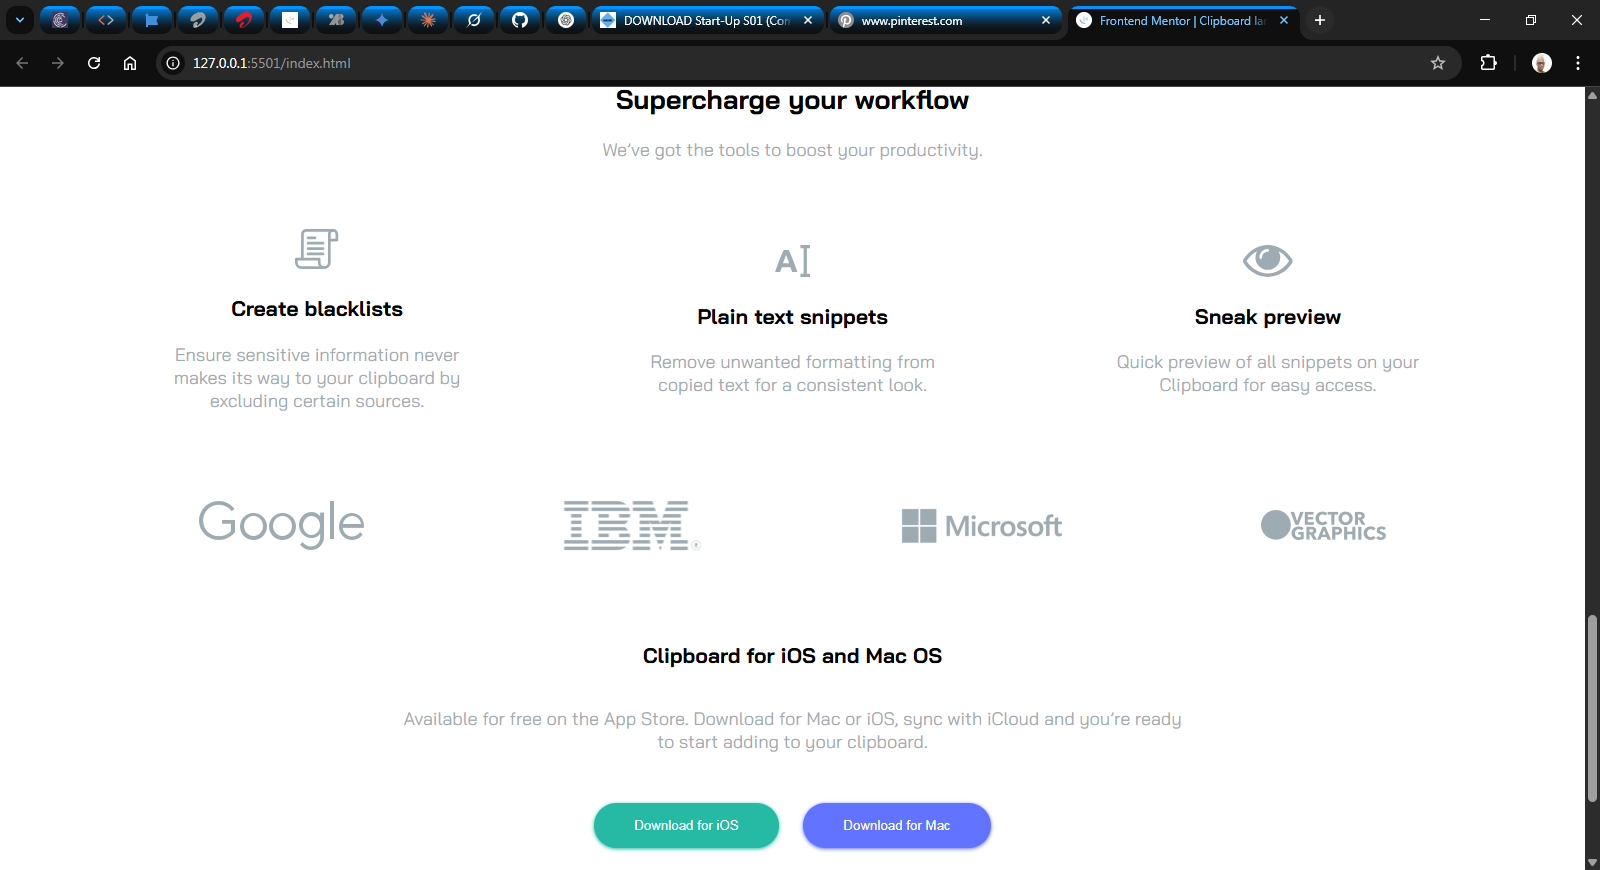 DOWNLOAD Start-Up S01 (Con
www.pinterest.com
Frontend Mentor | Clipboard la
127.0.0.1:5501/index.html
Supercharge your workflow
We’ve got the tools to boost your productivity.
Create blacklists
Ensure sensitive information never
makes its way to your clipboard by
excluding certain sources.
AI
Plain text snippets
Remove unwanted formatting from
copied text for a consistent look.
Sneak preview
Quick preview of all snippets on your
Clipboard for easy access.
Google
IBM®
Microsoft
VECTOR
GRAPHICS
Clipboard for iOS and Mac OS
Available for free on the App Store. Download for Mac or iOS, sync with iCloud and you’re ready
to start adding to your clipboard.
Download for iOS
Download for Mac